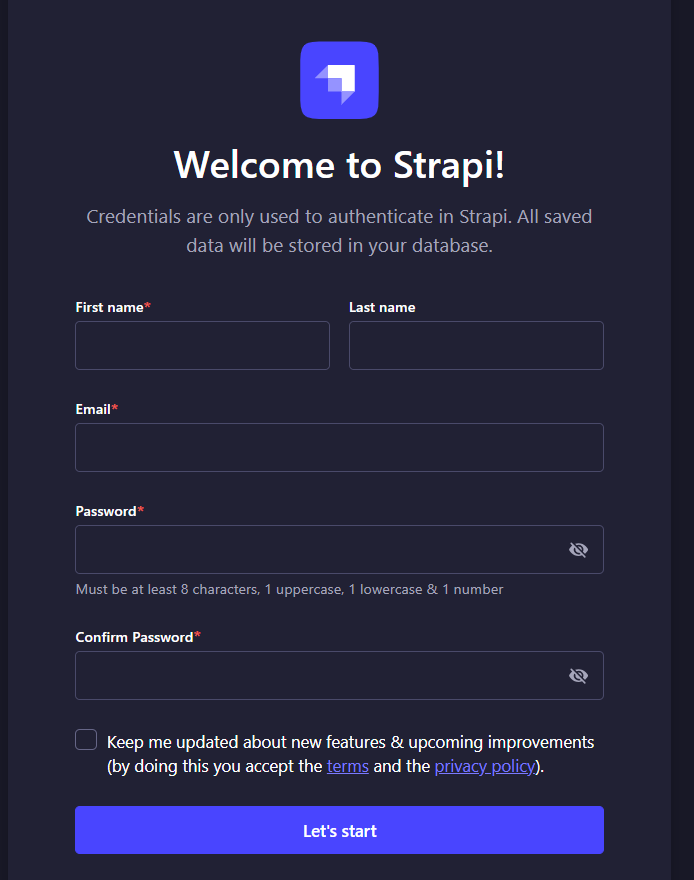 Welcome to Strapi!
Credentials are only used to authenticate in Strapi. All saved
data will be stored in your database.
First name*
Last name
Email*
Password*
Must be at least 8 characters, 1 uppercase, 1 lowercase & 1 number
Confirm Password*
Keep me updated about new features & upcoming improvements
(by doing this you accept the terms and the privacy policy).
Let's start